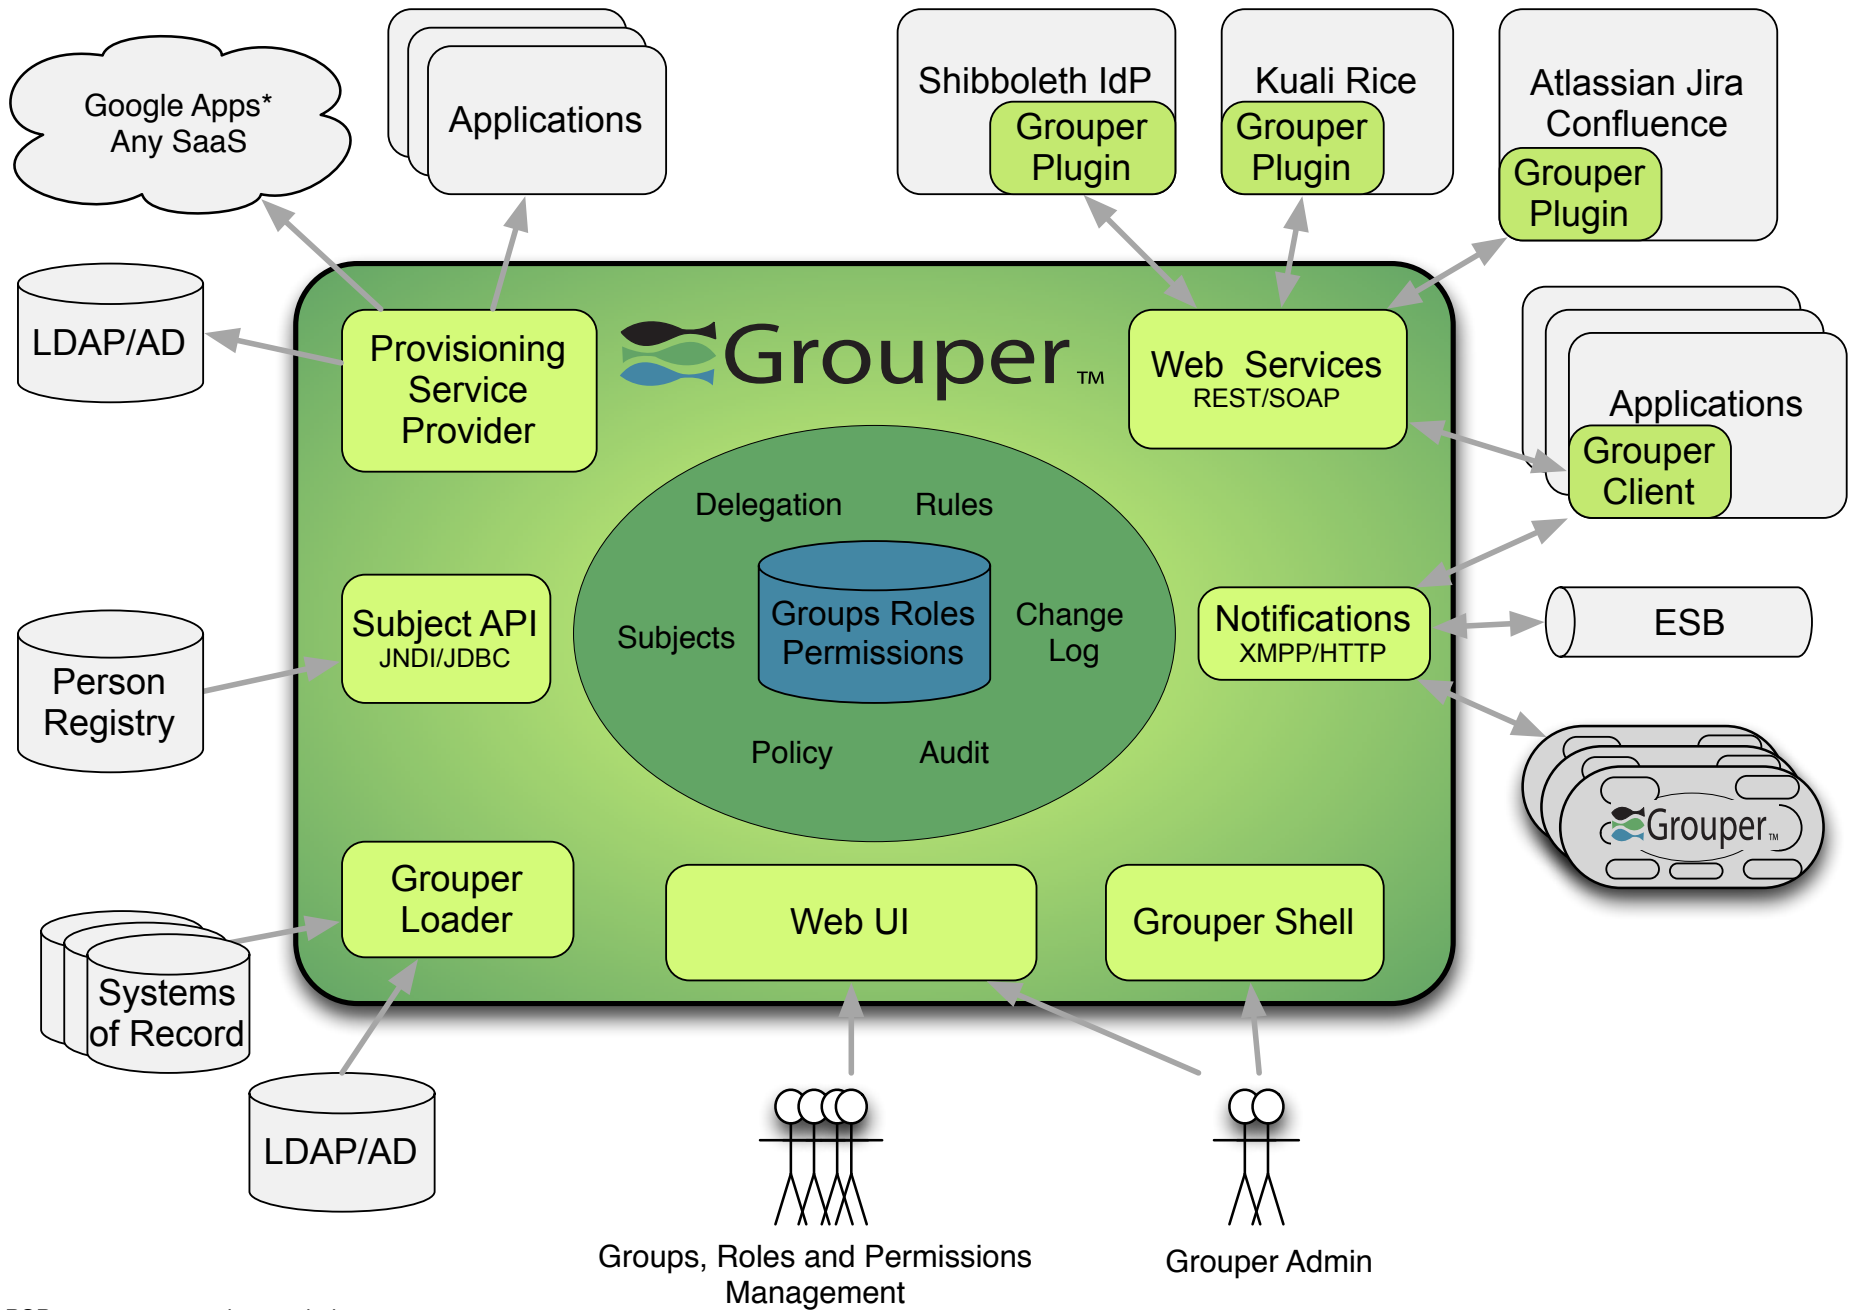 Google Apps*
Any SaaS
Applications
Shibboleth IdP
Grouper
Plugin
Kuali Rice
Grouper
Plugin
Atlassian Jira
Confluence
Grouper
Plugin
LDAP/AD
Provisioning
Service
Provider
Grouper TM
Web Services
REST/SOAP
Applications
Grouper
Client
Delegation
Rules
Subjects
Groups Roles
Permissions
Change
Log
Policy
Audit
Subject API
JNDI/JDBC
Person
Registry
Notifications
XMPP/HTTP
ESB
Grouper TM
Grouper
Loader
Web UI
Grouper Shell
Systems
of Record
LDAP/AD
Groups, Roles and Permissions
Management
Grouper Admin